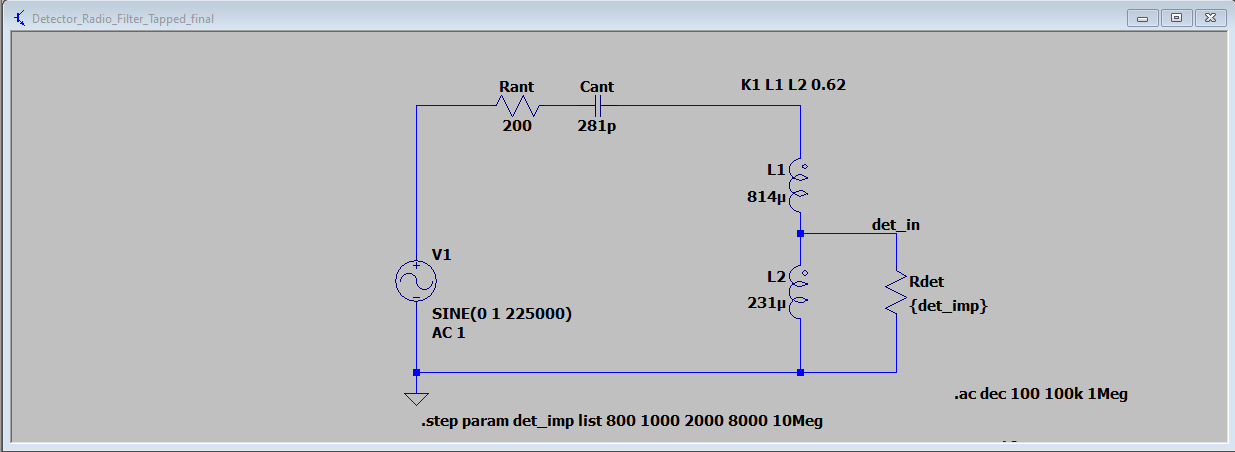 Detector_Radio_Filter_Tapped_final
Rant
200
Cant
281p
K1 L1 L2 0.62
L1
814µ
det_in
V1
SINE(0 1 225000)
AC 1
L2
231µ
Rdet
{det_imp}
.ac dec 100 100k 1Meg
.step param det_imp list 800 1000 2000 8000 10Meg